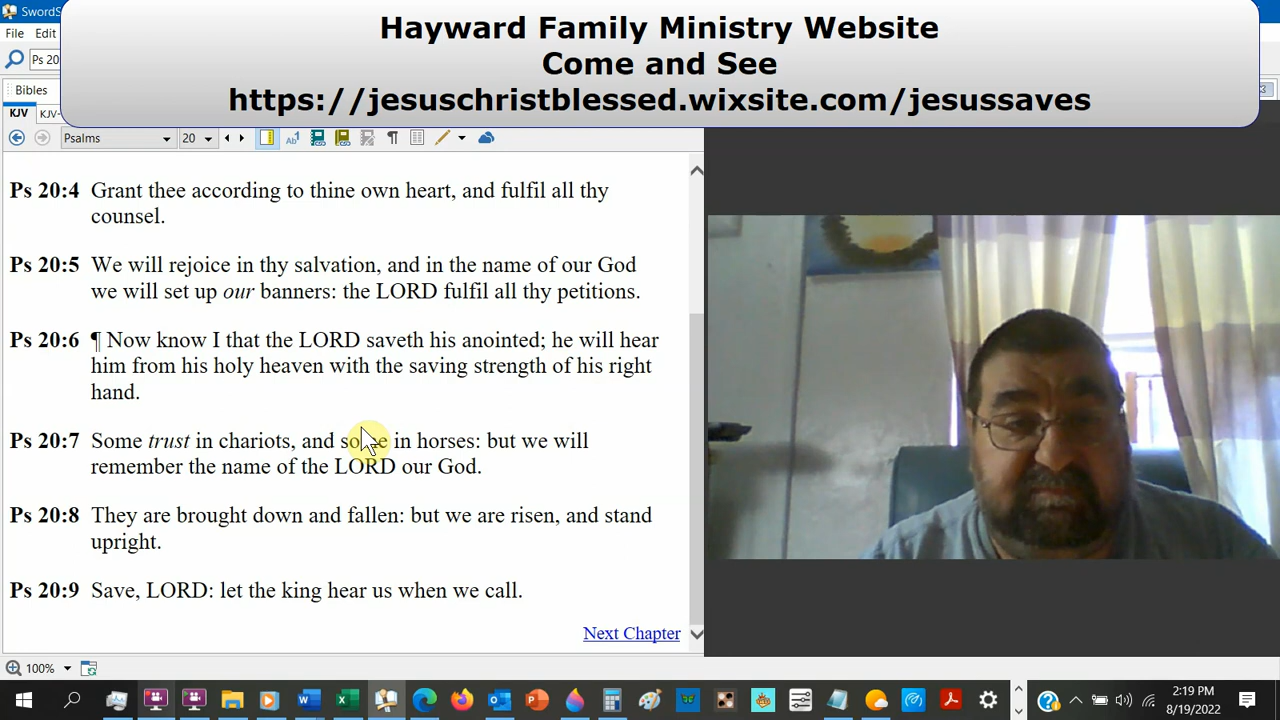 SwordS
Hayward Family Ministry Website
Come and See
https://jesuschristblessed.wixsite.com/jesussaves
File Edit
Ps 20
Bibles
KJV KJV-
Psalms 20
Ps 20:4 Grant thee according to thine own heart, and fulfil all thy
counsel.
Ps 20:5 We will rejoice in thy salvation, and in the name of our God
we will set up our banners: the LORD fulfil all thy petitions.
Ps 20:6 ¶ Now know I that the LORD saveth his anointed; he will hear
him from his holy heaven with the saving strength of his right
hand.
Ps 20:7 Some trust in chariots, and some in horses: but we will
remember the name of the LORD our God.
Ps 20:8 They are brought down and fallen: but we are risen, and stand
upright.
Ps 20:9 Save, LORD: let the king hear us when we call.
Next Chapter
100%
2:19 PM
8/19/2022